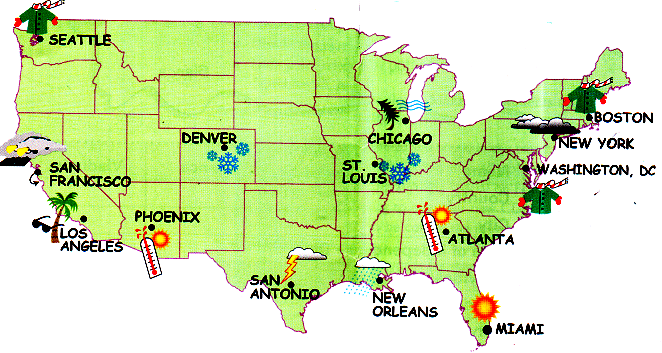 SEATTLE
BOSTON
DENVER
CHICAGO
NEW YORK
ST.
LOUIS
WASHINGTON, DC
SAN
FRANCISCO
PHOENIX
LOS
ANGELES
ATLANTA
SAN
ANTONIO
NEW
ORLEANS
MIAMI